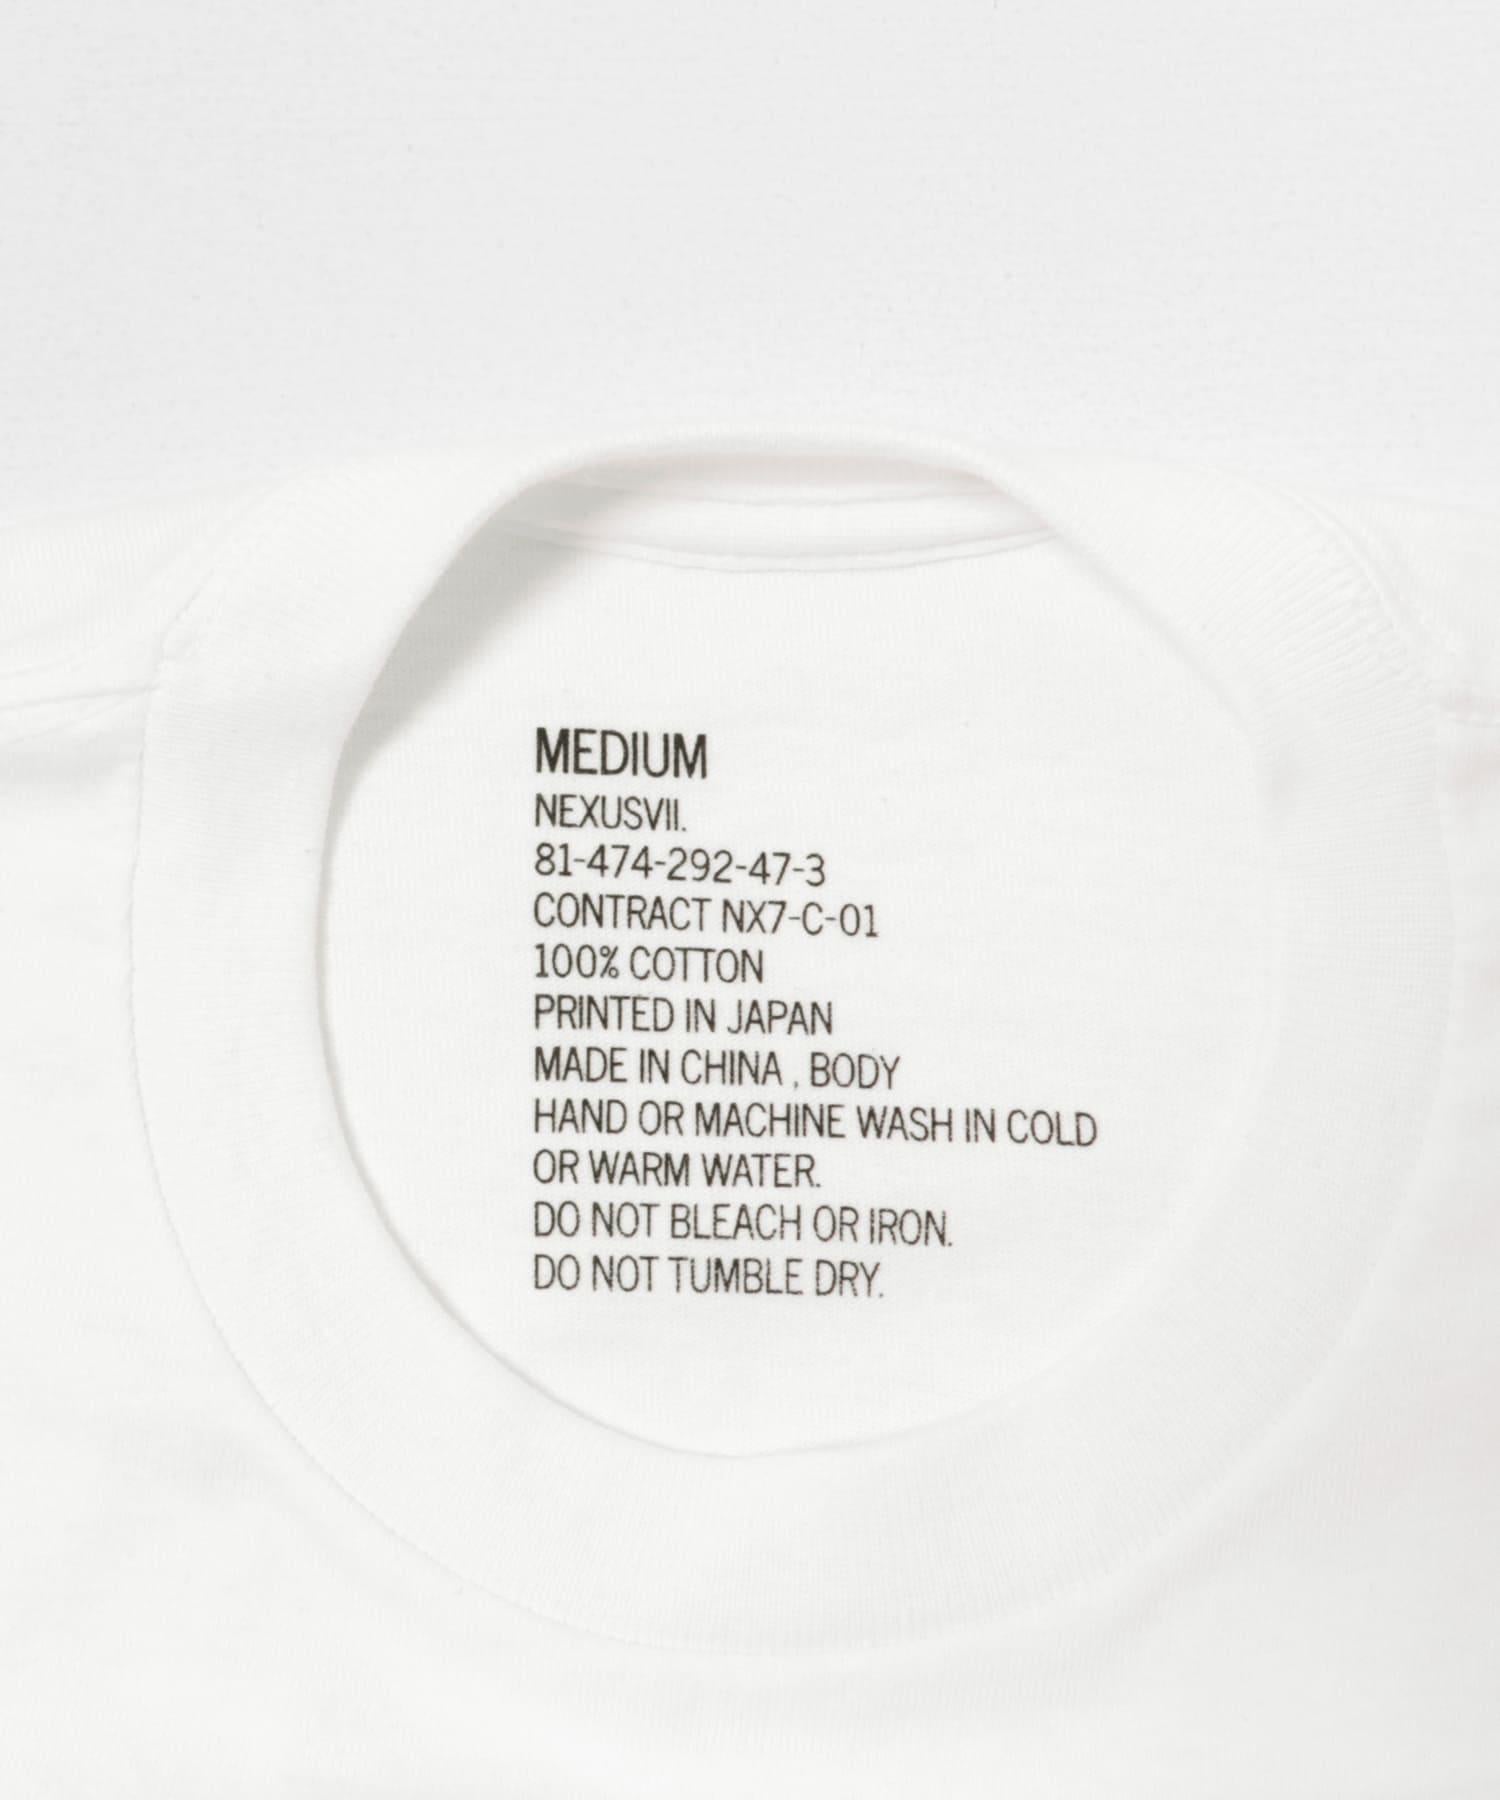 MEDIUM
NEXUSVII.
81-474-292-47-3
CONTRACT NX7-C-01
100% COTTON
PRINTED IN JAPAN
MADE IN CHINA , BODY
HAND OR MACHINE WASH IN COLD
OR WARM WATER.
DO NOT BLEACH OR IRON.
DO NOT TUMBLE DRY.